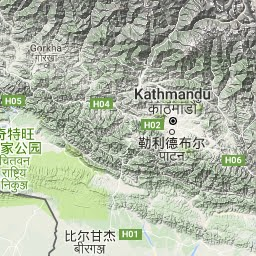 Gorkha
गोरखा
H05
H04
Kathmandu
काठमाडौं
H02
勒利德布尔
पाटन
奇特旺
家公园
चितवन
राष्ट्रिय
निकुञ्ज
H06
H01
比尔甘杰
बीरगञ्ज